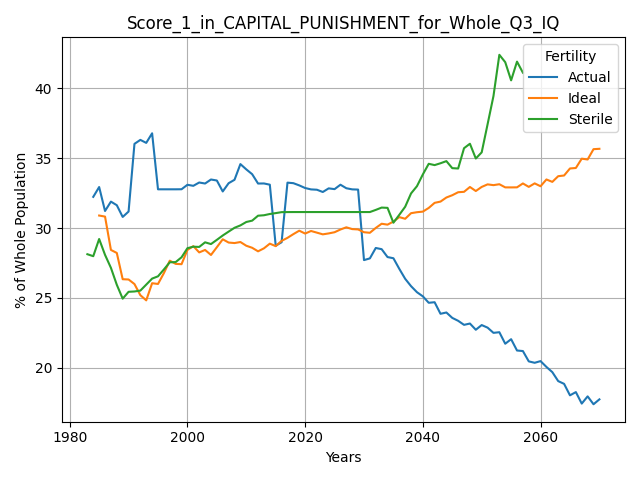 Score_1_in_CAPITAL_PUNISHMENT_for_Whole_Q3_IQ
Fertility
Actual
Ideal
Sterile
% of Whole Population
40
35
30
25
20
1980
2000
2020
2040
2060
Years